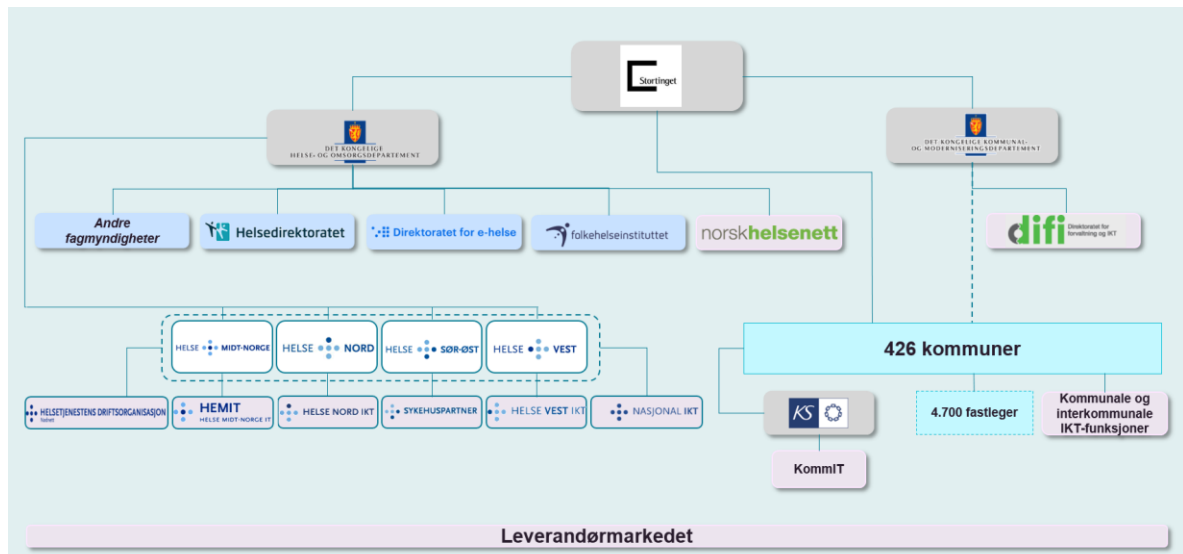 Stortinget
DET KONGELIGE
HELSE- OG OMSORGSDEPARTEMENT
DET KONGELIGE KOMMUNAL-
OG MODERNISERINGSDEPARTEMENT
Andre
fagmyndigheter
Helsedirektoratet
Direktoratet for e-helse
folkehelseinstituttet
norskhelsenett
difi
Direktoratet for
forvaltning og IKT
HELSE MIDT-NORGE
HELSE NORD
HELSE SØR-ØST
HELSE VEST
426 kommuner
HELSETJENESTENS DRIFTSORGANISASJON
HEMIT
HELSE MIDT-NORGE IT
HELSE NORD IKT
SYKEHUSPARTNER
HELSE VEST IKT
NASJONAL IKT
KS
4.700 fastleger
Kommunale og
interkommunale
IKT-funksjoner
KommIT
Leverandørmarkedet